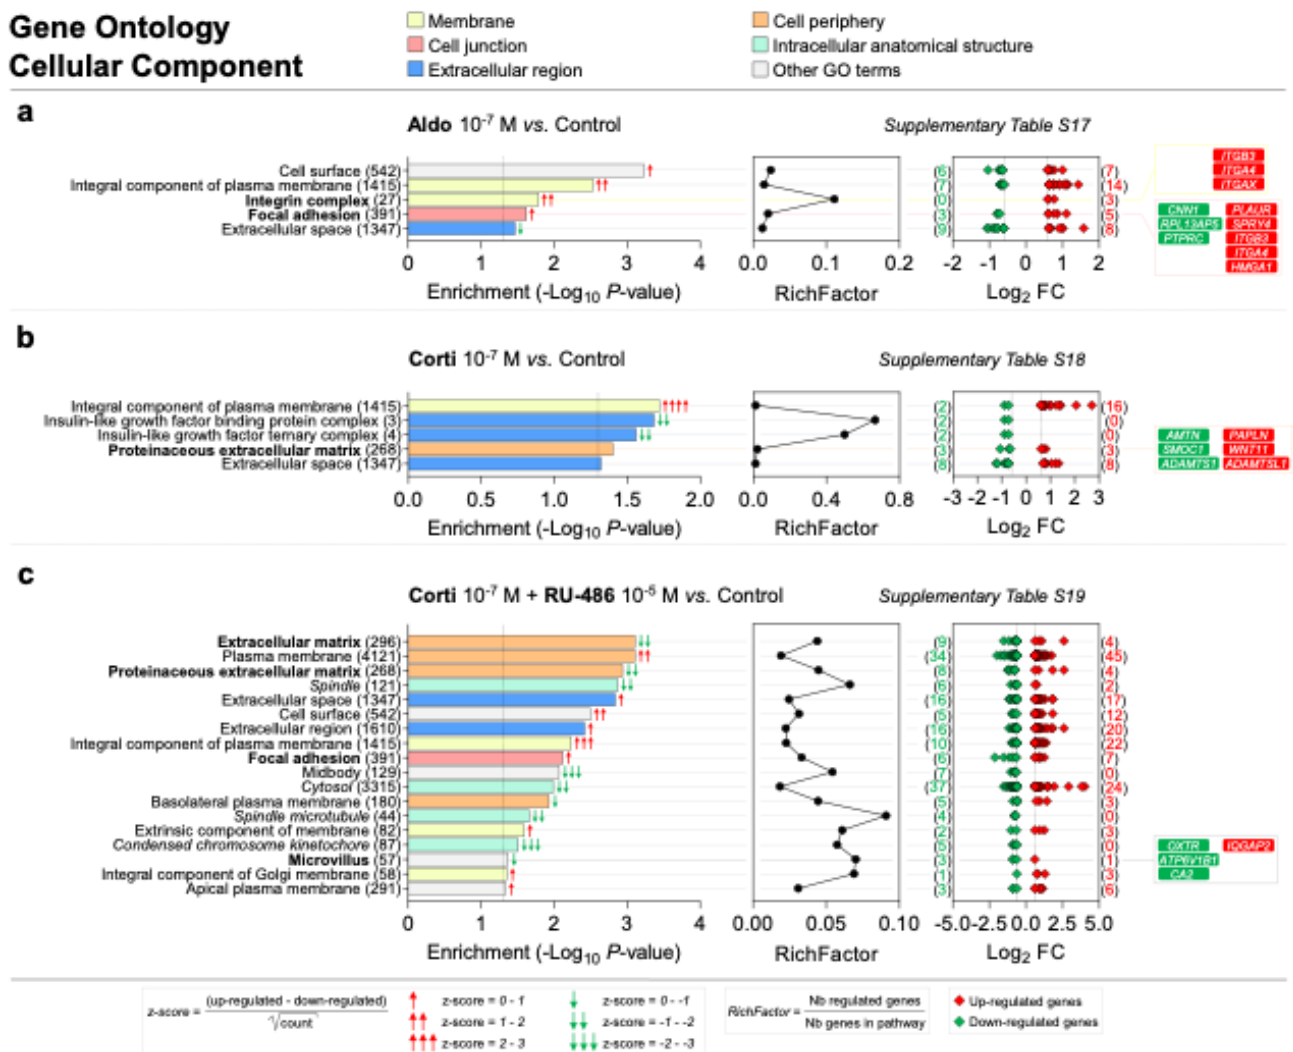 Gene Ontology
Cellular Component
Membrane
Cell junction
Extracellular region
Cell periphery
Intracellular anatomical structure
Other GO terms
a
Aldo 10⁻⁷ M vs. Control
Supplementary Table S17
Cell surface (542)
Integral component of plasma membrane (1415)
Integrin complex (27)
Focal adhesion (391)
Extracellular space (1347)
(6) (7)
(7) (14)
(0) (3)
(3) (5)
(9) (8)
ITGB3
ITGA4
ITGAX
CNN1 PLAUR
RPL13AP5 SPRY4
PTPRC ITGB3
ITGA4
HMGA1
0 1 2 3 4
0.0 0.1 0.2
-2 -1 0 1 2
Enrichment (-Log₁₀ P-value)
RichFactor
Log₂ FC
b
Corti 10⁻⁷ M vs. Control
Supplementary Table S18
Integral component of plasma membrane (1415)
Insulin-like growth factor binding protein complex (3)
Insulin-like growth factor ternary complex (4)
Proteinaceous extracellular matrix (268)
Extracellular space (1347)
(2) (16)
(2) (0)
(2) (0)
(3) (3)
(8) (8)
AMTN PAPLN
SMOC1 WNT11
ADAMTS1 ADAMTSL1
0.0 0.5 1.0 1.5 2.0
0.0 0.4 0.8
-3 -2 -1 0 1 2 3
Enrichment (-Log₁₀ P-value)
RichFactor
Log₂ FC
c
Corti 10⁻⁷ M + RU-486 10⁻⁵ M vs. Control
Supplementary Table S19
Extracellular matrix (296)
Plasma membrane (4121)
Proteinaceous extracellular matrix (268)
Spindle (121)
Extracellular space (1347)
Cell surface (542)
Extracellular region (1610)
Integral component of plasma membrane (1415)
Focal adhesion (391)
Midbody (129)
Cytosol (3315)
Basolateral plasma membrane (180)
Spindle microtubule (44)
Extrinsic component of membrane (82)
Condensed chromosome kinetochore (87)
Microvillus (57)
Integral component of Golgi membrane (58)
Apical plasma membrane (291)
(9) (4)
(34) (45)
(8) (4)
(6) (2)
(16) (17)
(5) (12)
(16) (20)
(10) (22)
(6) (7)
(7) (0)
(37) (24)
(5) (3)
(4) (0)
(2) (3)
(5) (0)
(3) (1)
(1) (3)
(3) (6)
OXTR IQGAP2
ATP6V1B1
CA2
0 1 2 3 4
0.00 0.05 0.10
-5.0 -2.5 0 2.5 5.0
Enrichment (-Log₁₀ P-value)
RichFactor
Log₂ FC
z-score = (up-regulated - down-regulated)
√count
z-score = 0 - 1
z-score = 1 - 2
z-score = 2 - 3
z-score = 0 - -1
z-score = -1 - -2
z-score = -2 - -3
RichFactor = Nb regulated genes
Nb genes in pathway
Up-regulated genes
Down-regulated genes